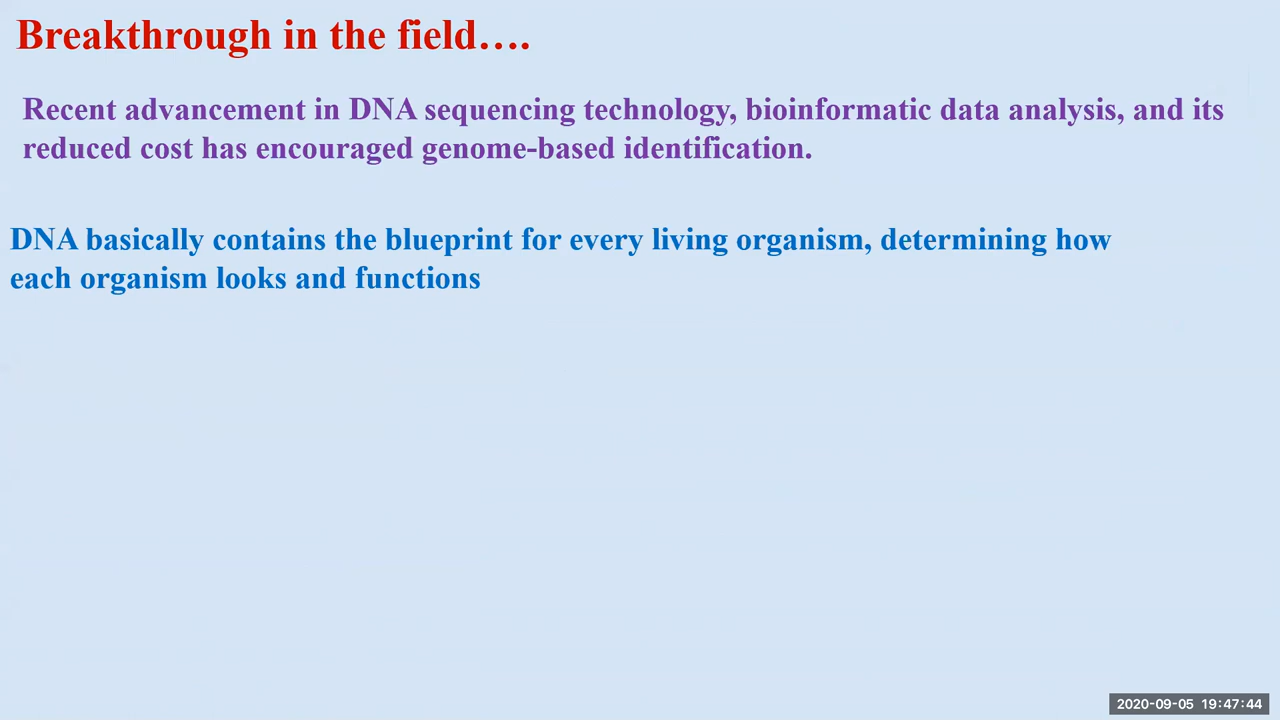 Breakthrough in the field….
Recent advancement in DNA sequencing technology, bioinformatic data analysis, and its
reduced cost has encouraged genome-based identification.
DNA basically contains the blueprint for every living organism, determining how
each organism looks and functions
2020-09-05 19:47:44